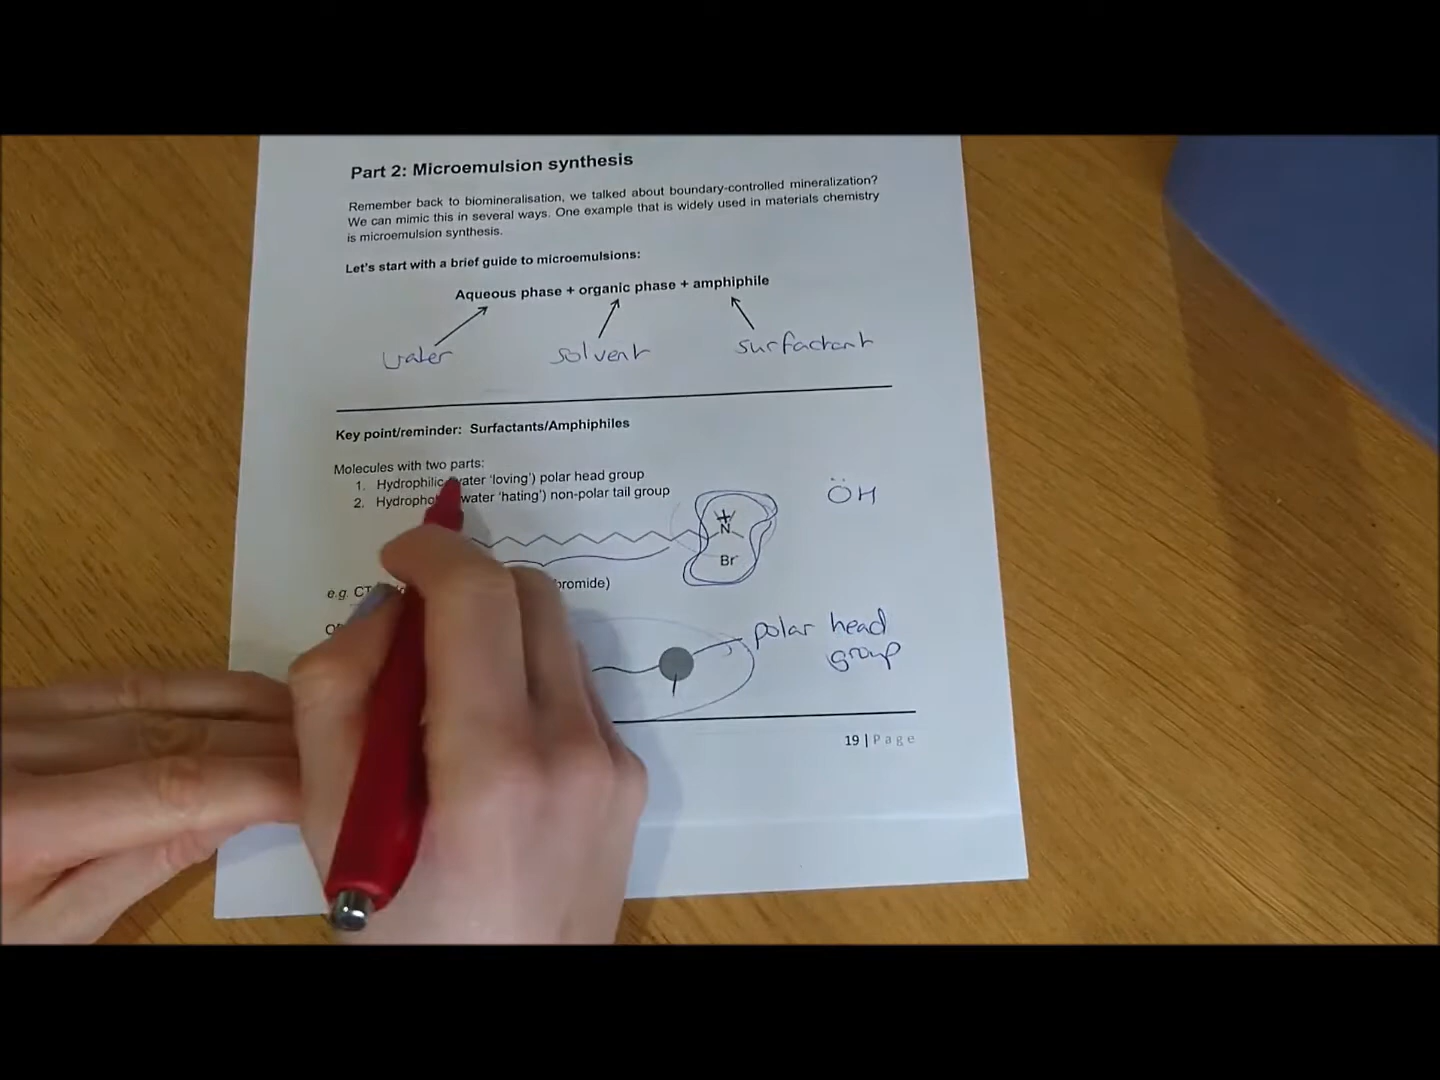 Part 2: Microemulsion synthesis
Remember back to biomineralisation, we talked about boundary-controlled mineralization?
We can mimic this in several ways. One example that is widely used in materials chemistry
is microemulsion synthesis.
Let's start with a brief guide to microemulsions:
Aqueous phase + organic phase + amphiphile
water solvent surfactant
Key point/reminder: Surfactants/Amphiphiles
Molecules with two parts:
1. Hydrophilic water 'loving') polar head group
2. water 'hating') non-polar tail group
ÖH
N
Br
e.g. bromide)
polar head
group
19 | Page